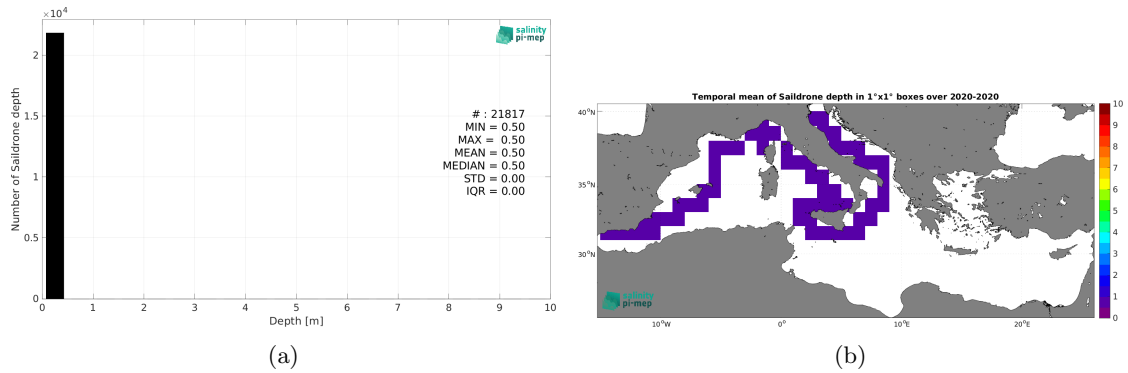 ×10⁴
2
1.5
1
0.5
0
0 1 2 3 4 5 6 7 8 9 10
Number of Saildrone depth
Depth [m]
salinity
pi-mep
# : 21817
MIN = 0.50
MAX = 0.50
MEAN = 0.50
MEDIAN = 0.50
STD = 0.00
IQR = 0.00
(a)
Temporal mean of Saildrone depth in 1°x1° boxes over 2020-2020
40°N
35°N
30°N
10°W 0° 10°E 20°E
salinity
pi-mep
10
9
8
7
6
5
4
3
2
1
0
(b)